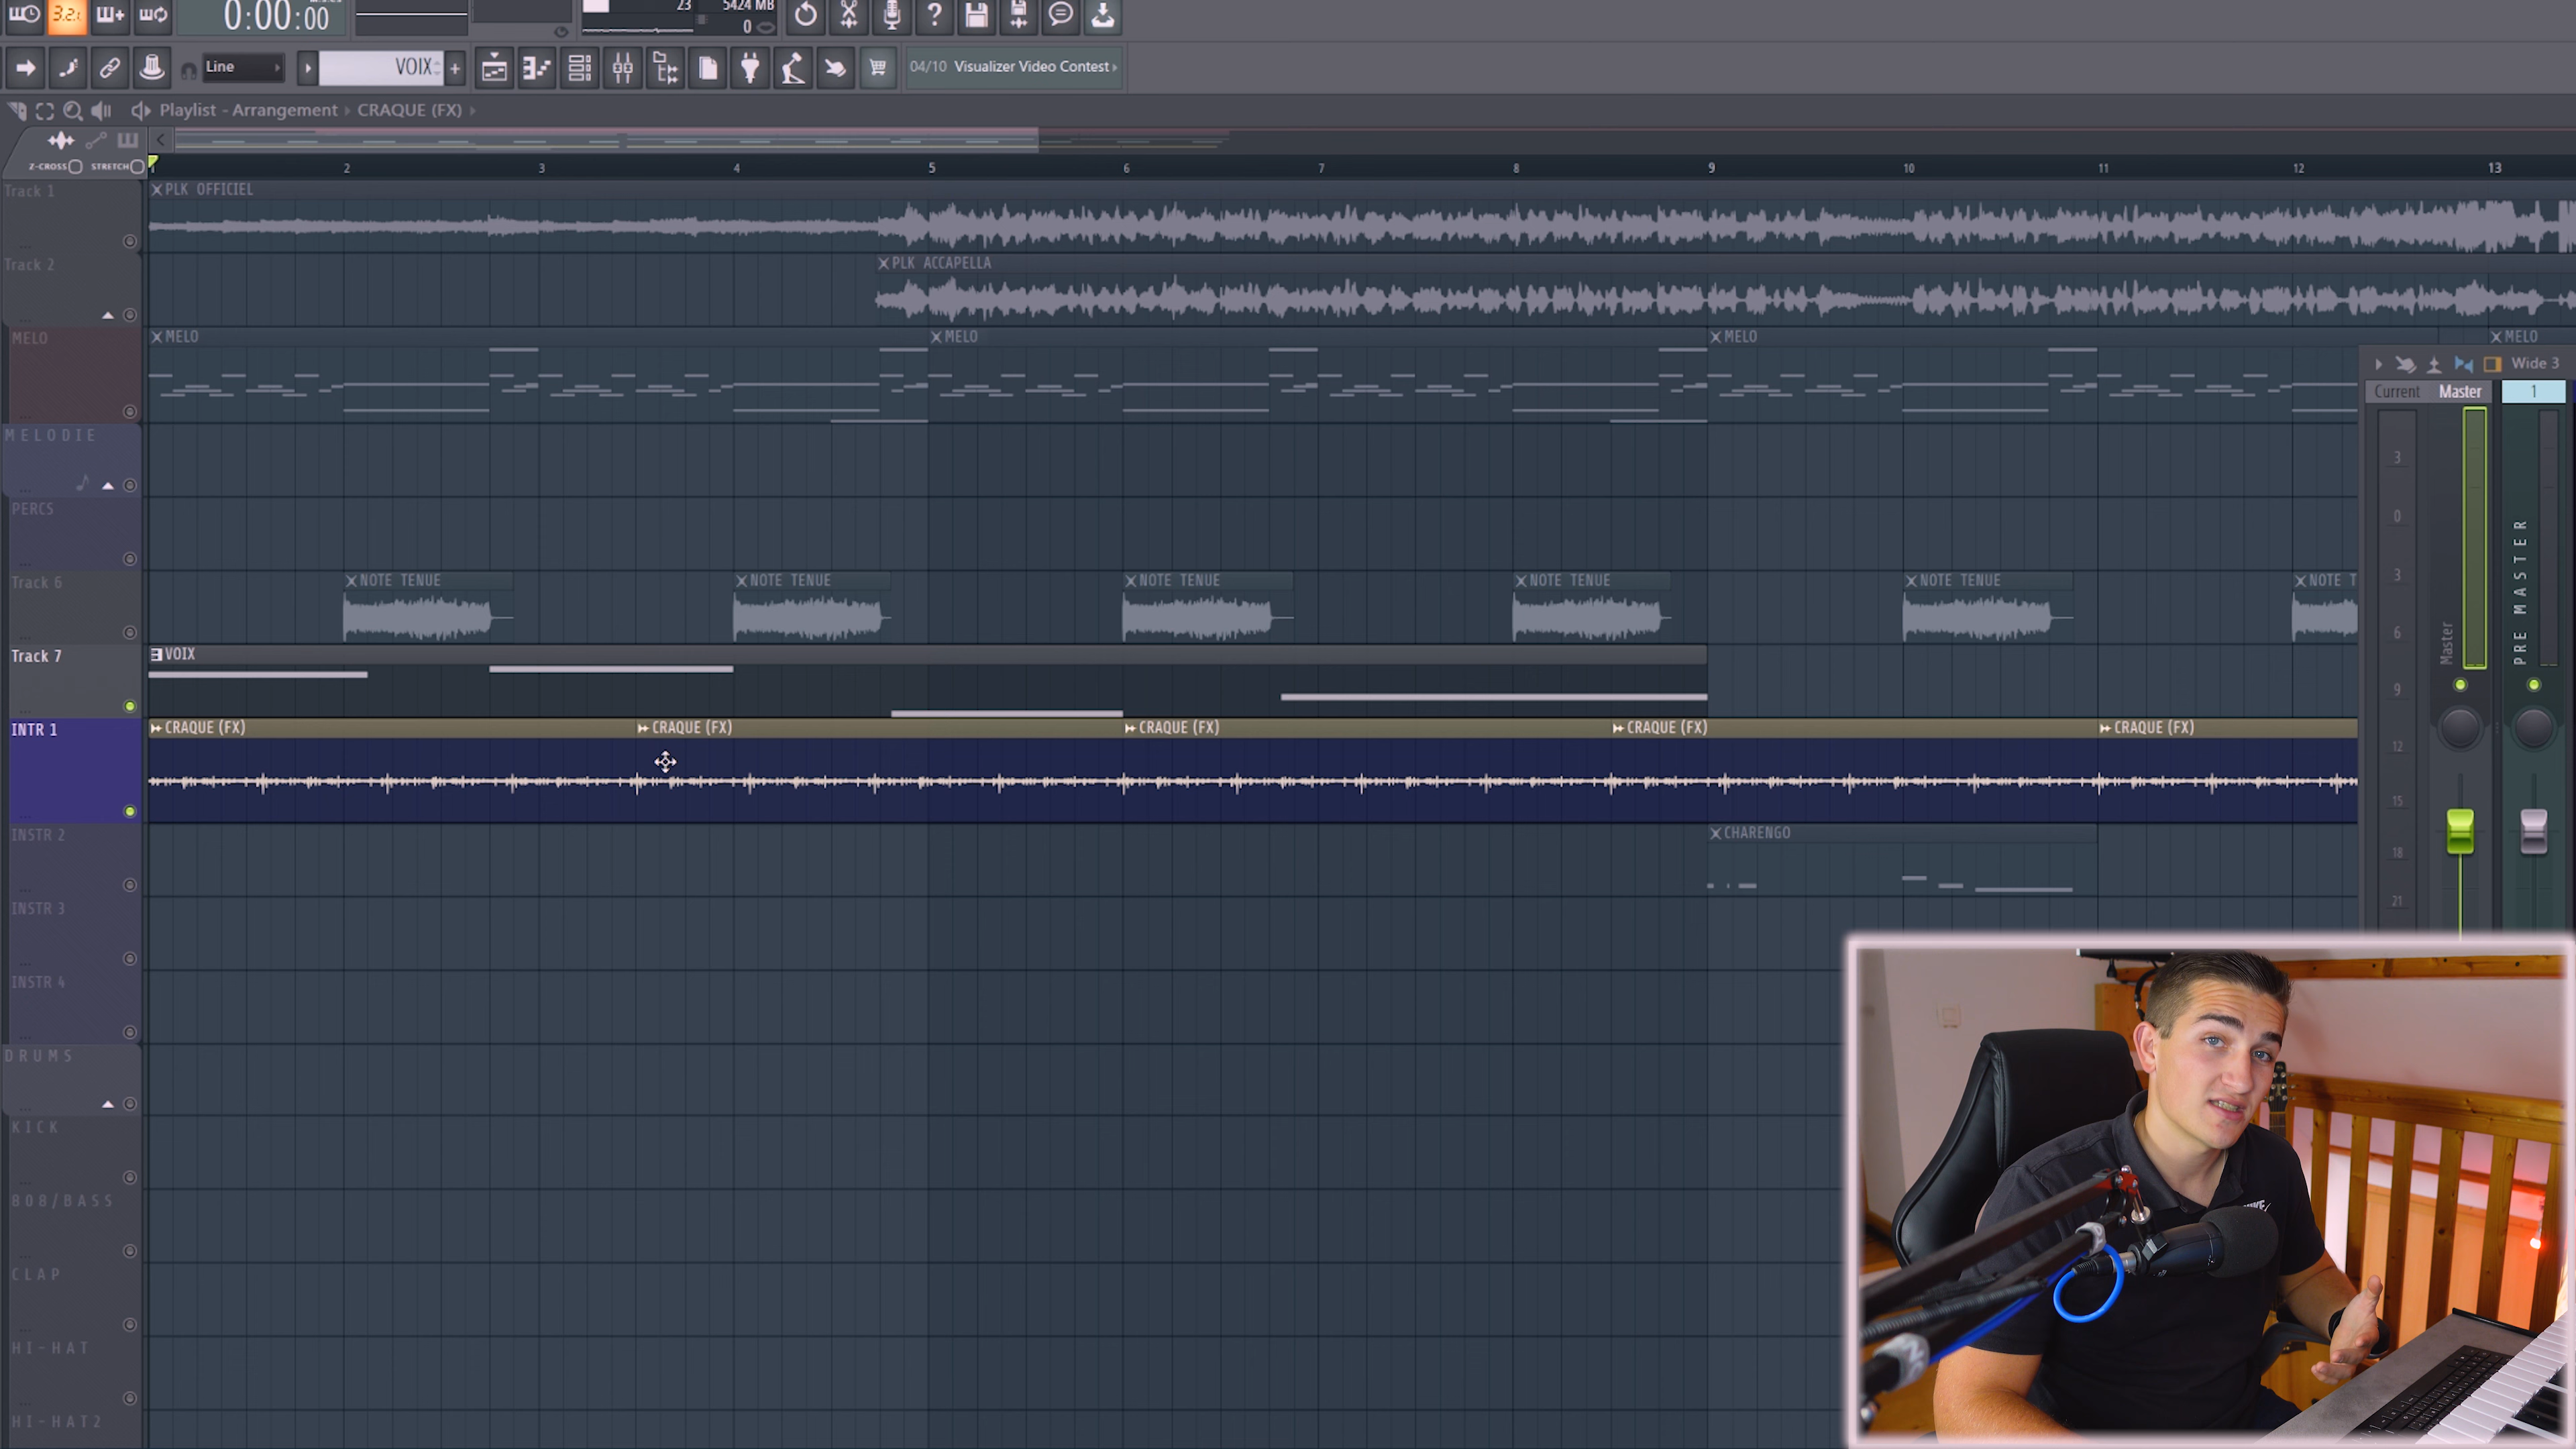 3.2:
0:00:00
23
5424 MB
0
Line
VOIX
04/10 Visualizer Video Contest
Playlist - Arrangement
CRAQUE (FX)
Z-CROSS
STRETCH
2
3
4
5
6
7
8
9
10
11
12
13
Track 1
PLK OFFICIEL
Track 2
PLK ACCAPELLA
MELO
MELO
MELO
MELO
MELO
Wide 3
Current
Master
1
3
0
3
6
9
12
15
18
21
Master
PRE MASTER
MELODIE
PERCS
Track 6
NOTE TENUE
NOTE TENUE
NOTE TENUE
NOTE TENUE
NOTE TENUE
NOTE T
Track 7
VOIX
INTR 1
CRAQUE (FX)
CRAQUE (FX)
CRAQUE (FX)
CRAQUE (FX)
CRAQUE (FX)
INSTR 2
CHARENGO
INSTR 3
INSTR 4
DRUMS
KICK
808/BASS
CLAP
HI-HAT
HI-HAT2